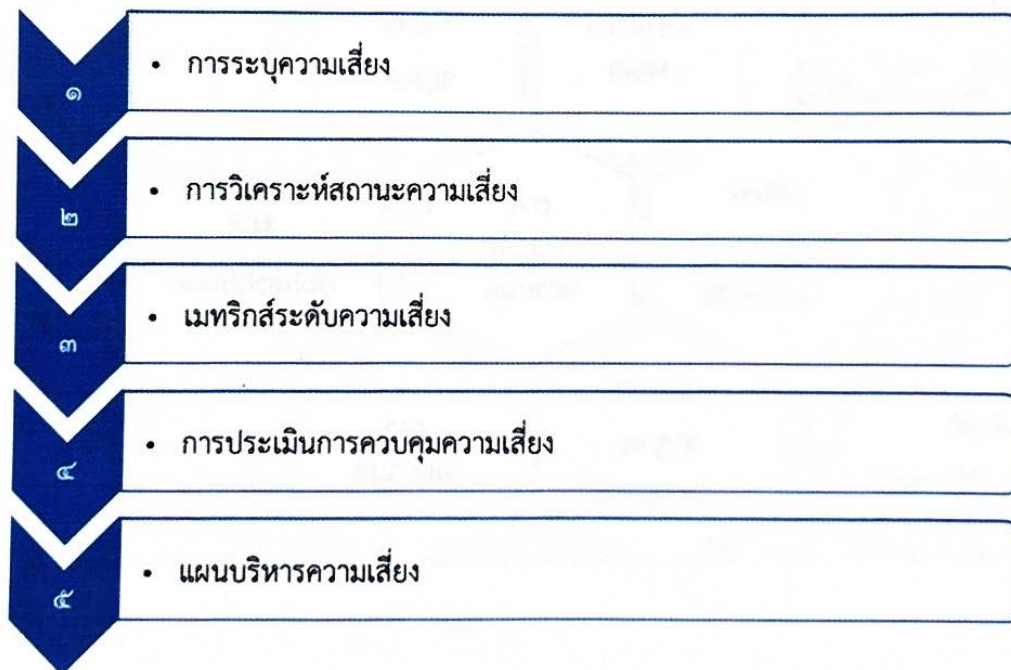 ๑
• การระบุความเสี่ยง
๒
• การวิเคราะห์สถานะความเสี่ยง
๓
• เมทริกส์ระดับความเสี่ยง
๔
• การประเมินการควบคุมความเสี่ยง
๕
• แผนบริหารความเสี่ยง